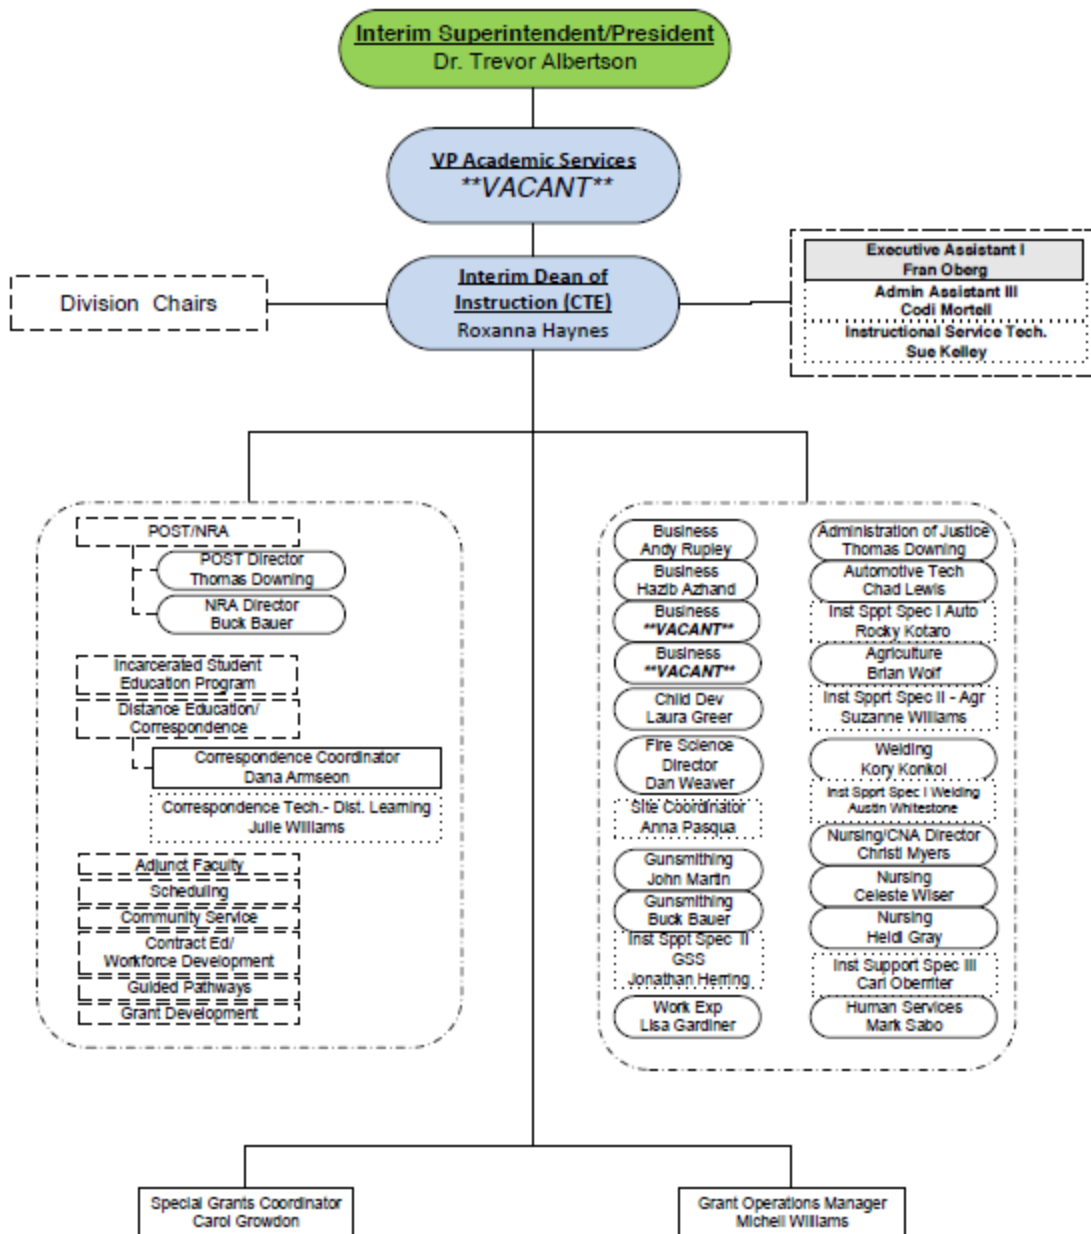 Interim Superintendent/President
Dr. Trevor Albertson
VP Academic Services
**VACANT**
Interim Dean of
Instruction (CTE)
Roxanna Haynes
Division Chairs
Executive Assistant I
Fran Oberg
Admin Assistant III
Codi Mortell
Instructional Service Tech.
Sue Kelley
POST/NRA
POST Director
Thomas Downing
NRA Director
Buck Bauer
Incarcerated Student
Education Program
Distance Education/
Correspondence
Correspondence Coordinator
Dana Armseon
Correspondence Tech.- Dist. Learning
Julie Williams
Adjunct Faculty
Scheduling
Community Service
Contract Ed/
Workforce Development
Guided Pathways
Grant Development
Business
Andy Rupley
Business
Hazib Azhand
Business
**VACANT**
Business
**VACANT**
Child Dev
Laura Greer
Fire Science
Director
Dan Weaver
Site Coordinator
Anna Pasqua
Gunsmithing
John Martin
Gunsmithing
Buck Bauer
Inst Sppt Spec II
GSS
Jonathan Herring
Work Exp
Lisa Gardiner
Administration of Justice
Thomas Downing
Automotive Tech
Chad Lewis
Inst Sppt Spec I Auto
Rocky Kotaro
Agriculture
Brian Wolf
Inst Spprt Spec II - Agr
Suzanne Williams
Welding
Kory Konkol
Inst Spprt Spec I Welding
Austin Whitestone
Nursing/CNA Director
Christi Myers
Nursing
Celeste Wiser
Nursing
Heidi Gray
Inst Support Spec III
Carl Oberriter
Human Services
Mark Sabo
Special Grants Coordinator
Carol Growdon
Grant Operations Manager
Michell Williams